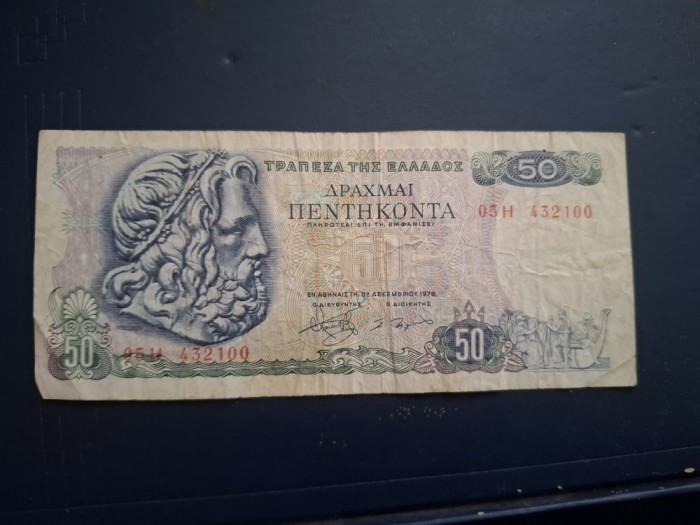 ΤΡΑΠΕΖΑ ΤΗΣ ΕΛΛΑΔΟΣ
50
ΔΡΑΧΜΑΙ
ΠΕΝΤΗΚΟΝΤΑ
05Η 432100
ΠΛΗΡΩΤΕΑΙ ΕΠΙ ΤΗ ΕΜΦΑΝΙΣΕΙ
ΕΝ ΑΘΗΝΑΙΣ ΤΗ 8Η ΔΕΚΕΜΒΡΙΟΥ 1978
Ο ΔΙΕΥΘΥΝΤΗΣ Ο ΔΙΟΙΚΗΤΗΣ
50 05Η 432100 50